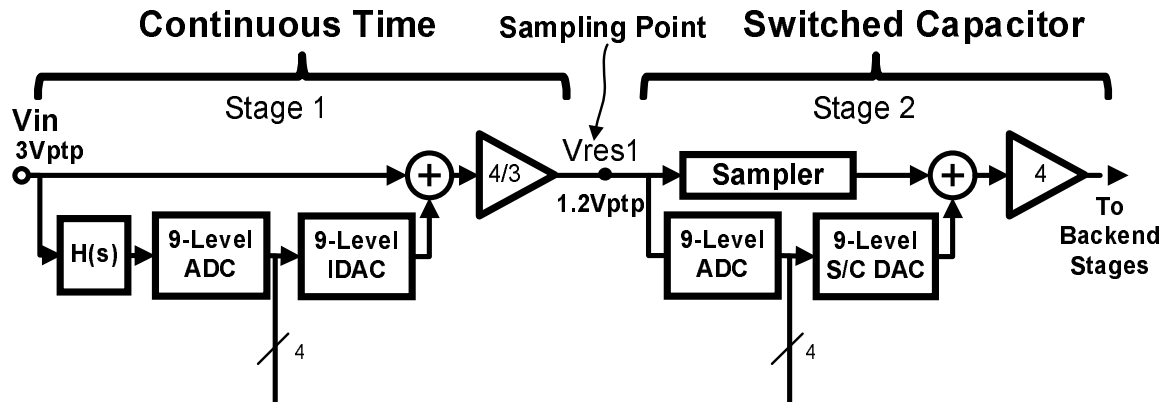 Continuous Time
Sampling Point
Switched Capacitor
Stage 1
Stage 2
Vin
3Vptp
4/3
Vres1
1.2Vptp
Sampler
+
+
4
H(s)
9-Level
ADC
9-Level
IDAC
9-Level
ADC
9-Level
S/C DAC
To
Backend
Stages
4
4